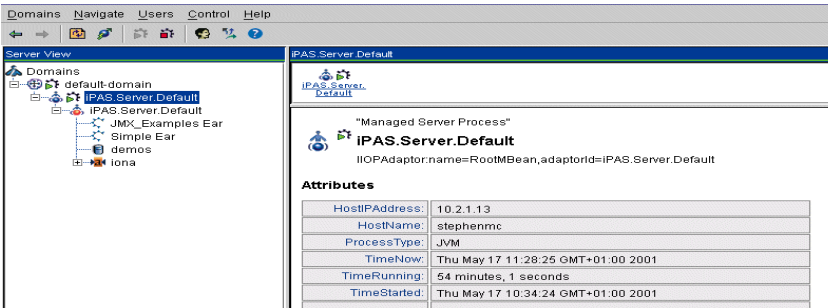 Domains Navigate Users Control Help
Server View
Domains
default-domain
iPAS.Server.Default
iPAS.Server.Default
JMX_Examples Ear
Simple Ear
demos
iona
iPAS.Server.Default
iPAS.Server.
Default
"Managed Server Process"
iPAS.Server.Default
IIOPAdaptor:name=RootMBean,adaptorId=iPAS.Server.Default
Attributes
HostIPAddress: 10.2.1.13
HostName: stephenmc
ProcessType: JVM
TimeNow: Thu May 17 11:28:25 GMT+01:00 2001
TimeRunning: 54 minutes, 1 seconds
TimeStarted: Thu May 17 10:34:24 GMT+01:00 2001